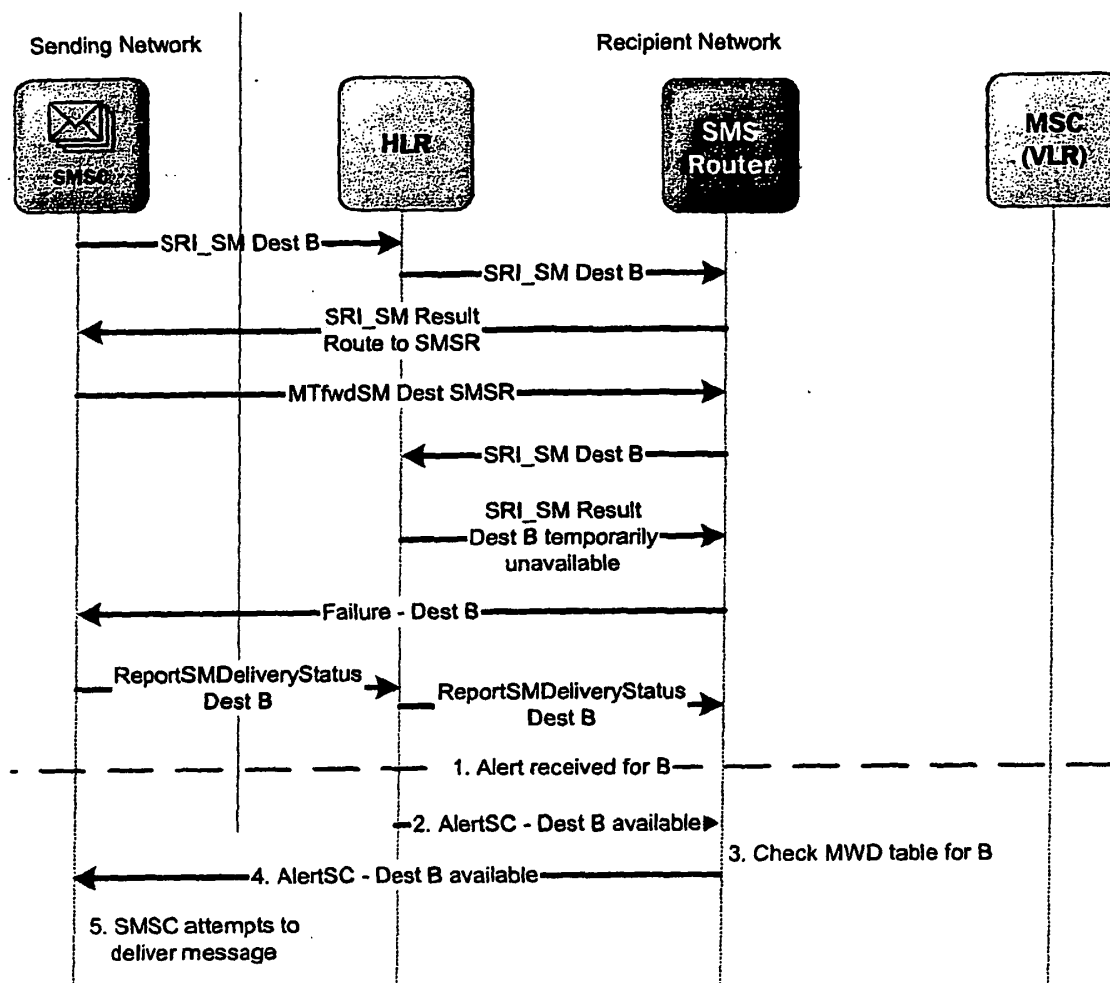 Sending Network
Recipient Network
SMSC
HLR
SMS
Router
MSC
(VLR)
SRI_SM Dest B
SRI_SM Dest B
SRI_SM Result
Route to SMSR
MTfwdSM Dest SMSR
SRI_SM Dest B
SRI_SM Result
Dest B temporarily
unavailable
Failure - Dest B
ReportSMDeliveryStatus
Dest B
ReportSMDeliveryStatus
Dest B
1. Alert received for B
2. AlertSC - Dest B available
3. Check MWD table for B
4. AlertSC - Dest B available
5. SMSC attempts to
deliver message